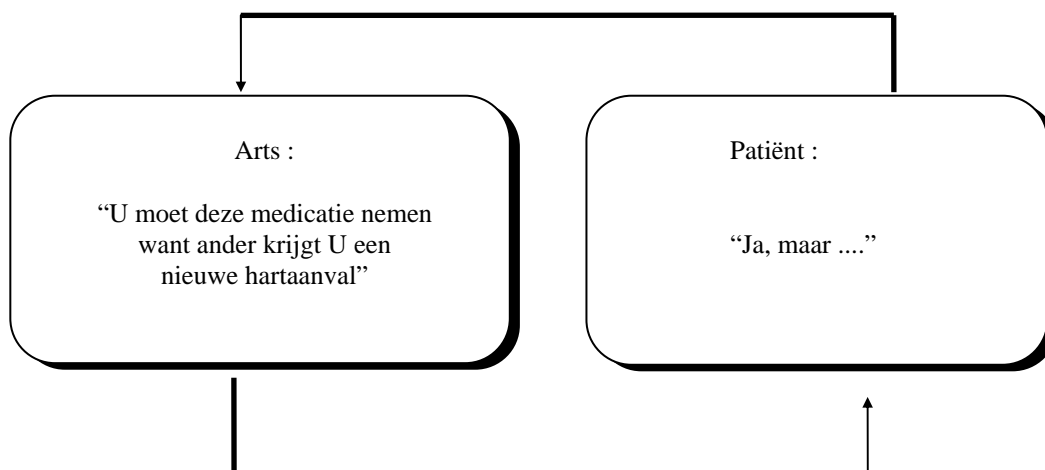 Arts :
“U moet deze medicatie nemen
want ander krijgt U een
nieuwe hartaanval”
Patiënt :
“Ja, maar ....”